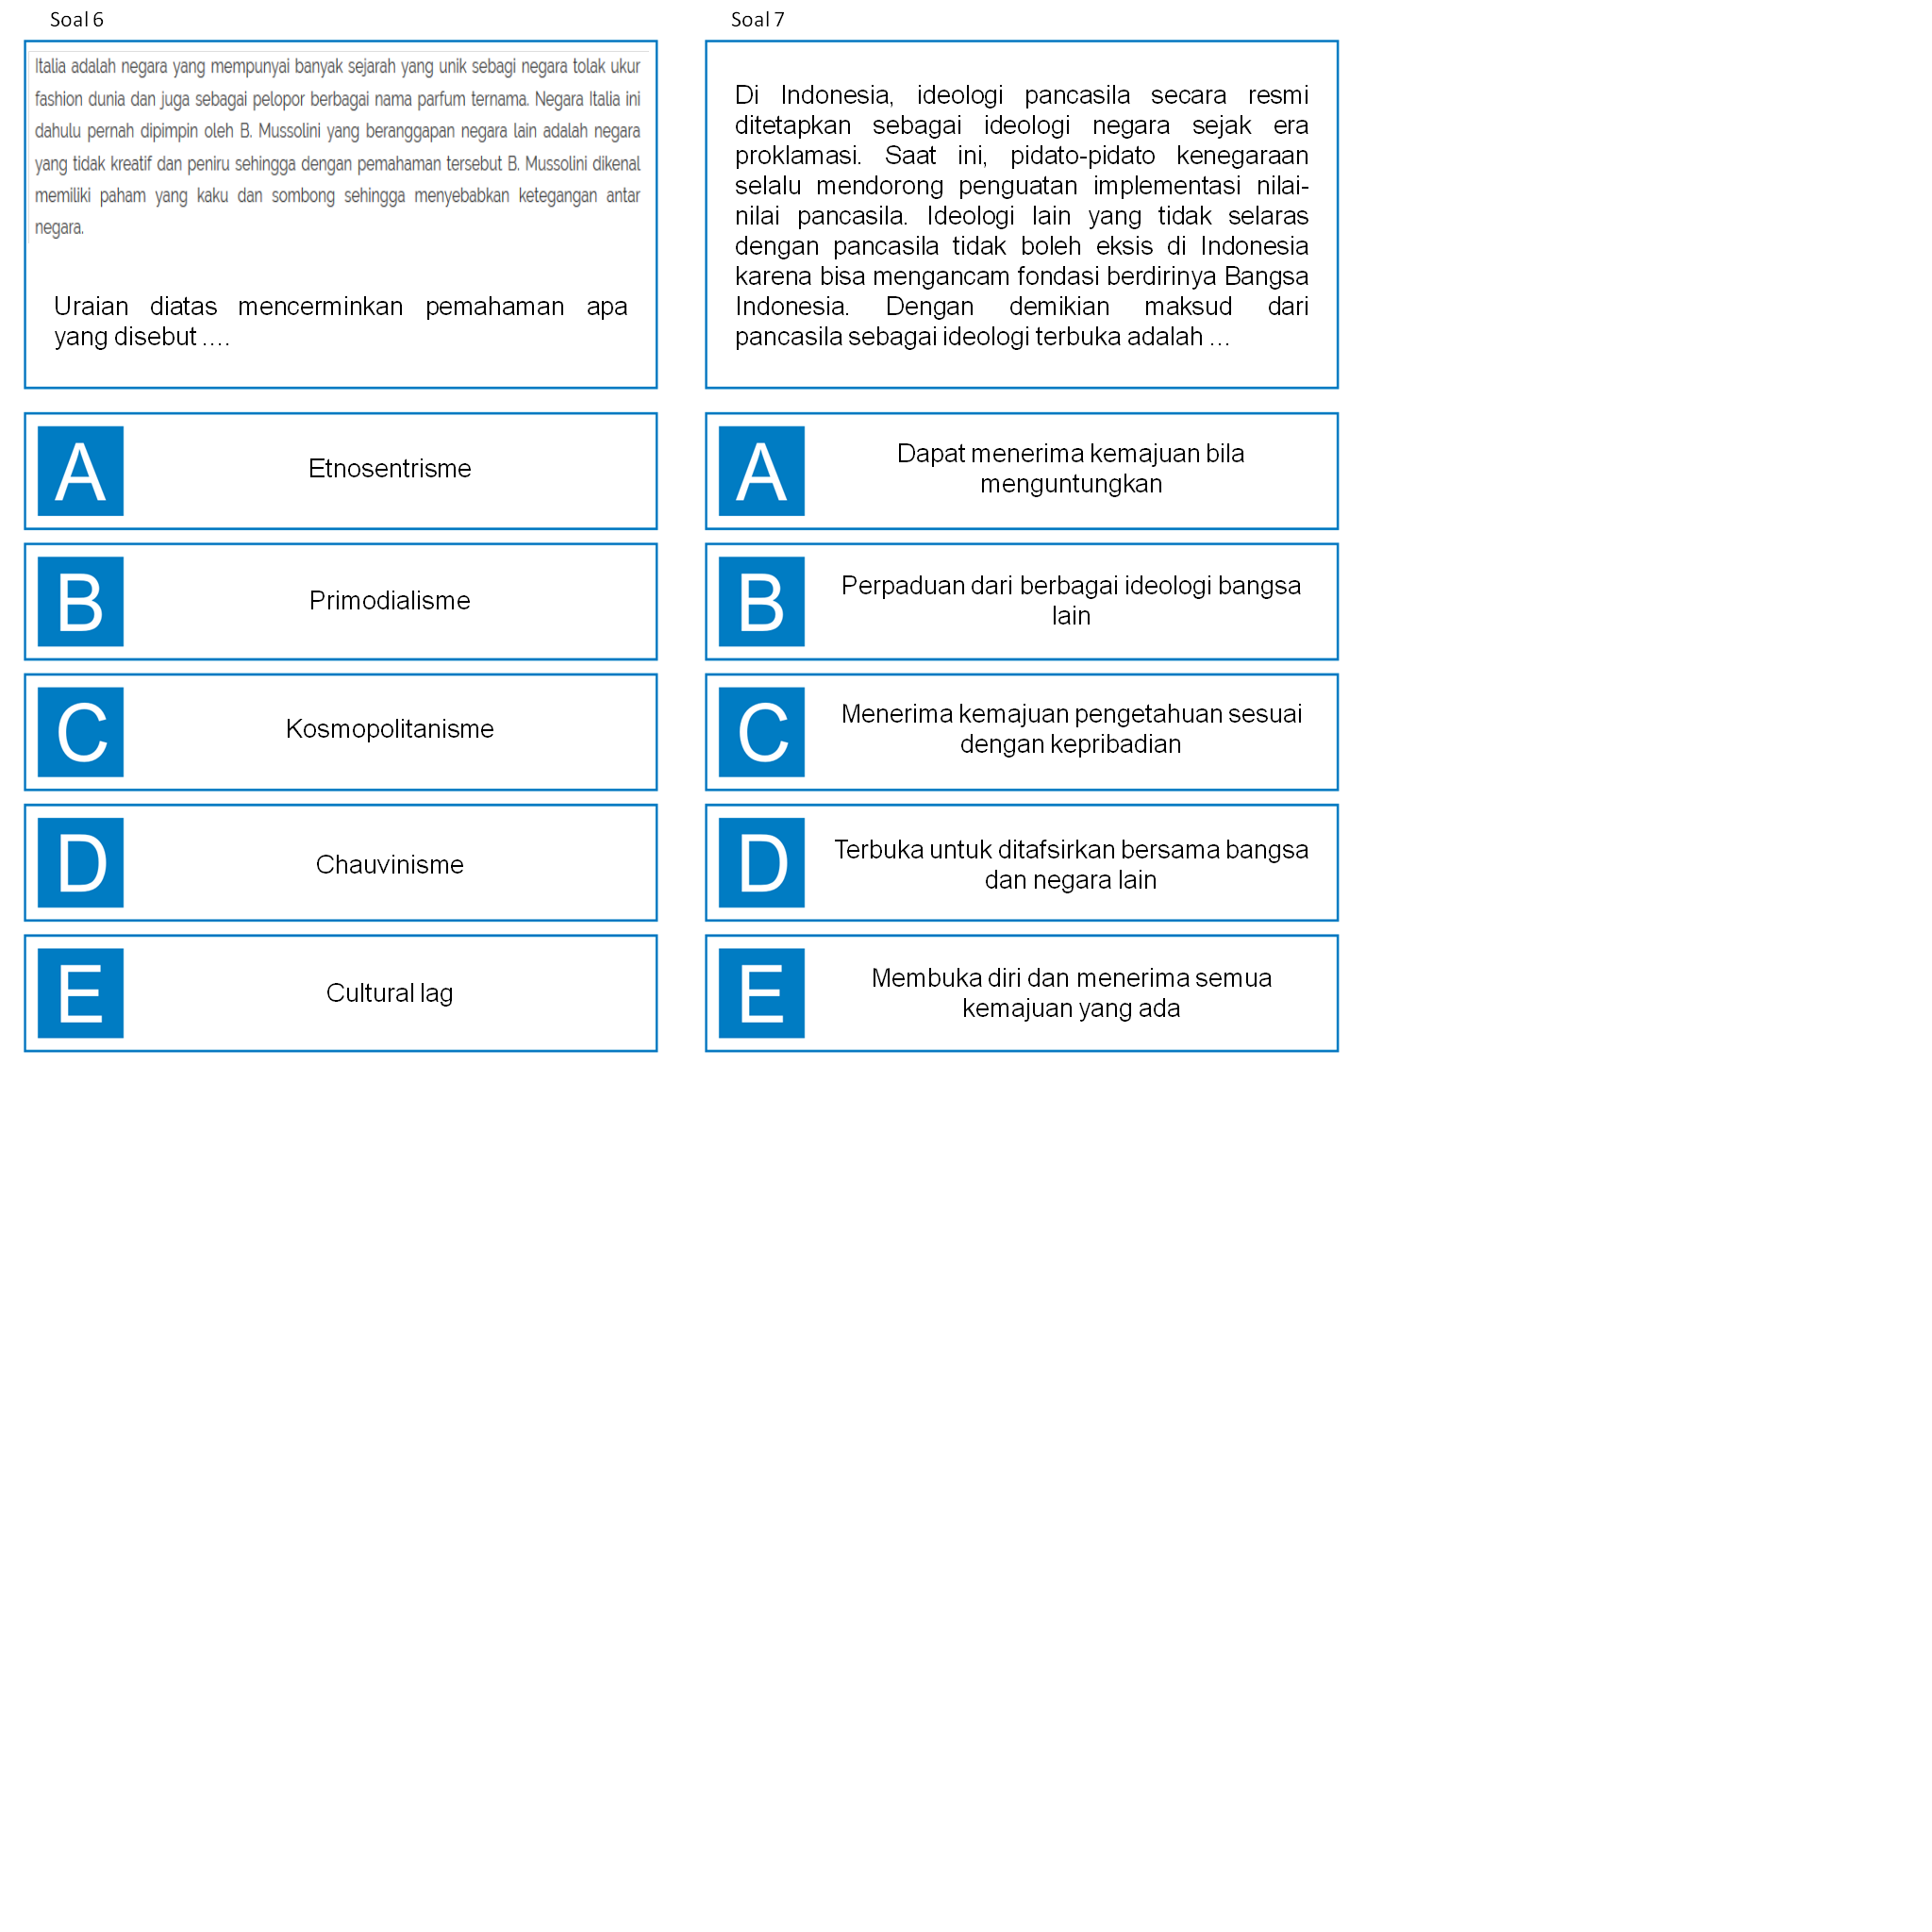 Soal 6
Italia adalah negara yang mempunyai banyak sejarah yang unik sebagi negara tolak ukur
fashion dunia dan juga sebagai pelopor berbagai nama parfum ternama. Negara Italia ini
dahulu pernah dipimpin oleh B. Mussolini yang beranggapan negara lain adalah negara
yang tidak kreatif dan peniru sehingga dengan pemahaman tersebut B. Mussolini dikenal
memiliki paham yang kaku dan sombong sehingga menyebabkan ketegangan antar
negara.
Uraian diatas mencerminkan pemahaman apa
yang disebut ....
A
Etnosentrisme
B
Primodialisme
C
Kosmopolitanisme
D
Chauvinisme
E
Cultural lag
Soal 7
Di Indonesia, ideologi pancasila secara resmi
ditetapkan sebagai ideologi negara sejak era
proklamasi. Saat ini, pidato-pidato kenegaraan
selalu mendorong penguatan implementasi nilai-
nilai pancasila. Ideologi lain yang tidak selaras
dengan pancasila tidak boleh eksis di Indonesia
karena bisa mengancam fondasi berdirinya Bangsa
Indonesia. Dengan demikian maksud dari
pancasila sebagai ideologi terbuka adalah ...
A
Dapat menerima kemajuan bila
menguntungkan
B
Perpaduan dari berbagai ideologi bangsa
lain
C
Menerima kemajuan pengetahuan sesuai
dengan kepribadian
D
Terbuka untuk ditafsirkan bersama bangsa
dan negara lain
E
Membuka diri dan menerima semua
kemajuan yang ada